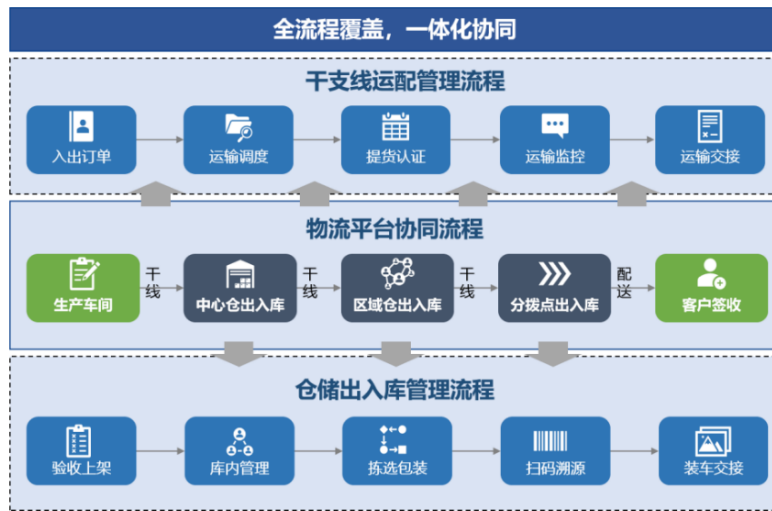 全流程覆盖，一体化协同
干支线运配管理流程
入出订单
运输调度
提货认证
运输监控
运输交接
物流平台协同流程
生产车间
干线
中心仓出入库
干线
区域仓出入库
干线
分拨点出入库
配送
客户签收
仓储出入库管理流程
验收上架
库内管理
拣选包装
扫码溯源
装车交接